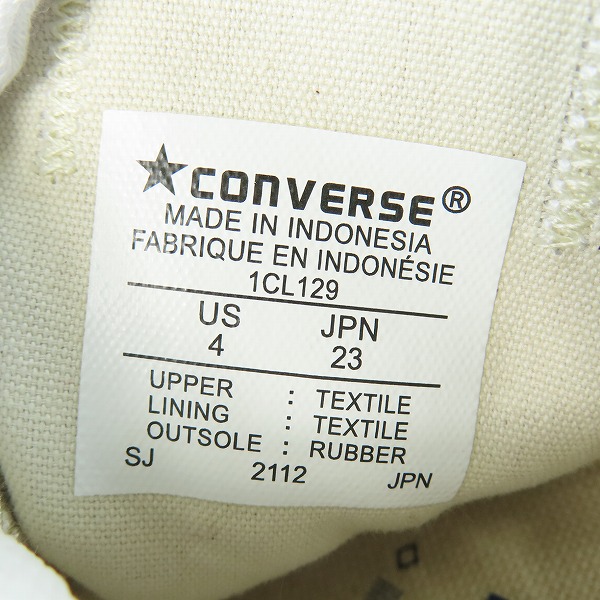 ★CONVERSE®
MADE IN INDONESIA
FABRIQUE EN INDONÉSIE
1CL129
US JPN
4 23
UPPER : TEXTILE
LINING : TEXTILE
OUTSOLE : RUBBER
SJ 2112 JPN